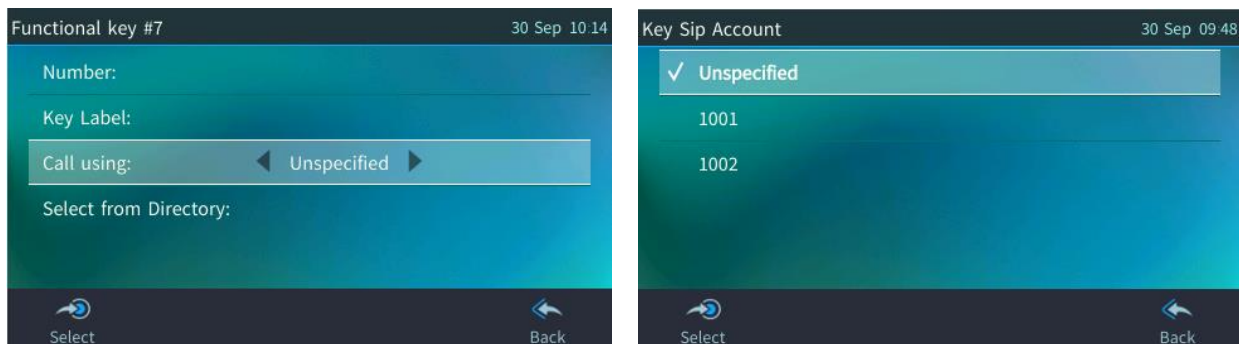 Functional key #7 30 Sep 10:14
Number:
Key Label:
Call using: Unspecified
Select from Directory:
Select Back
Key Sip Account 30 Sep 09:48
✓ Unspecified
1001
1002
Select Back